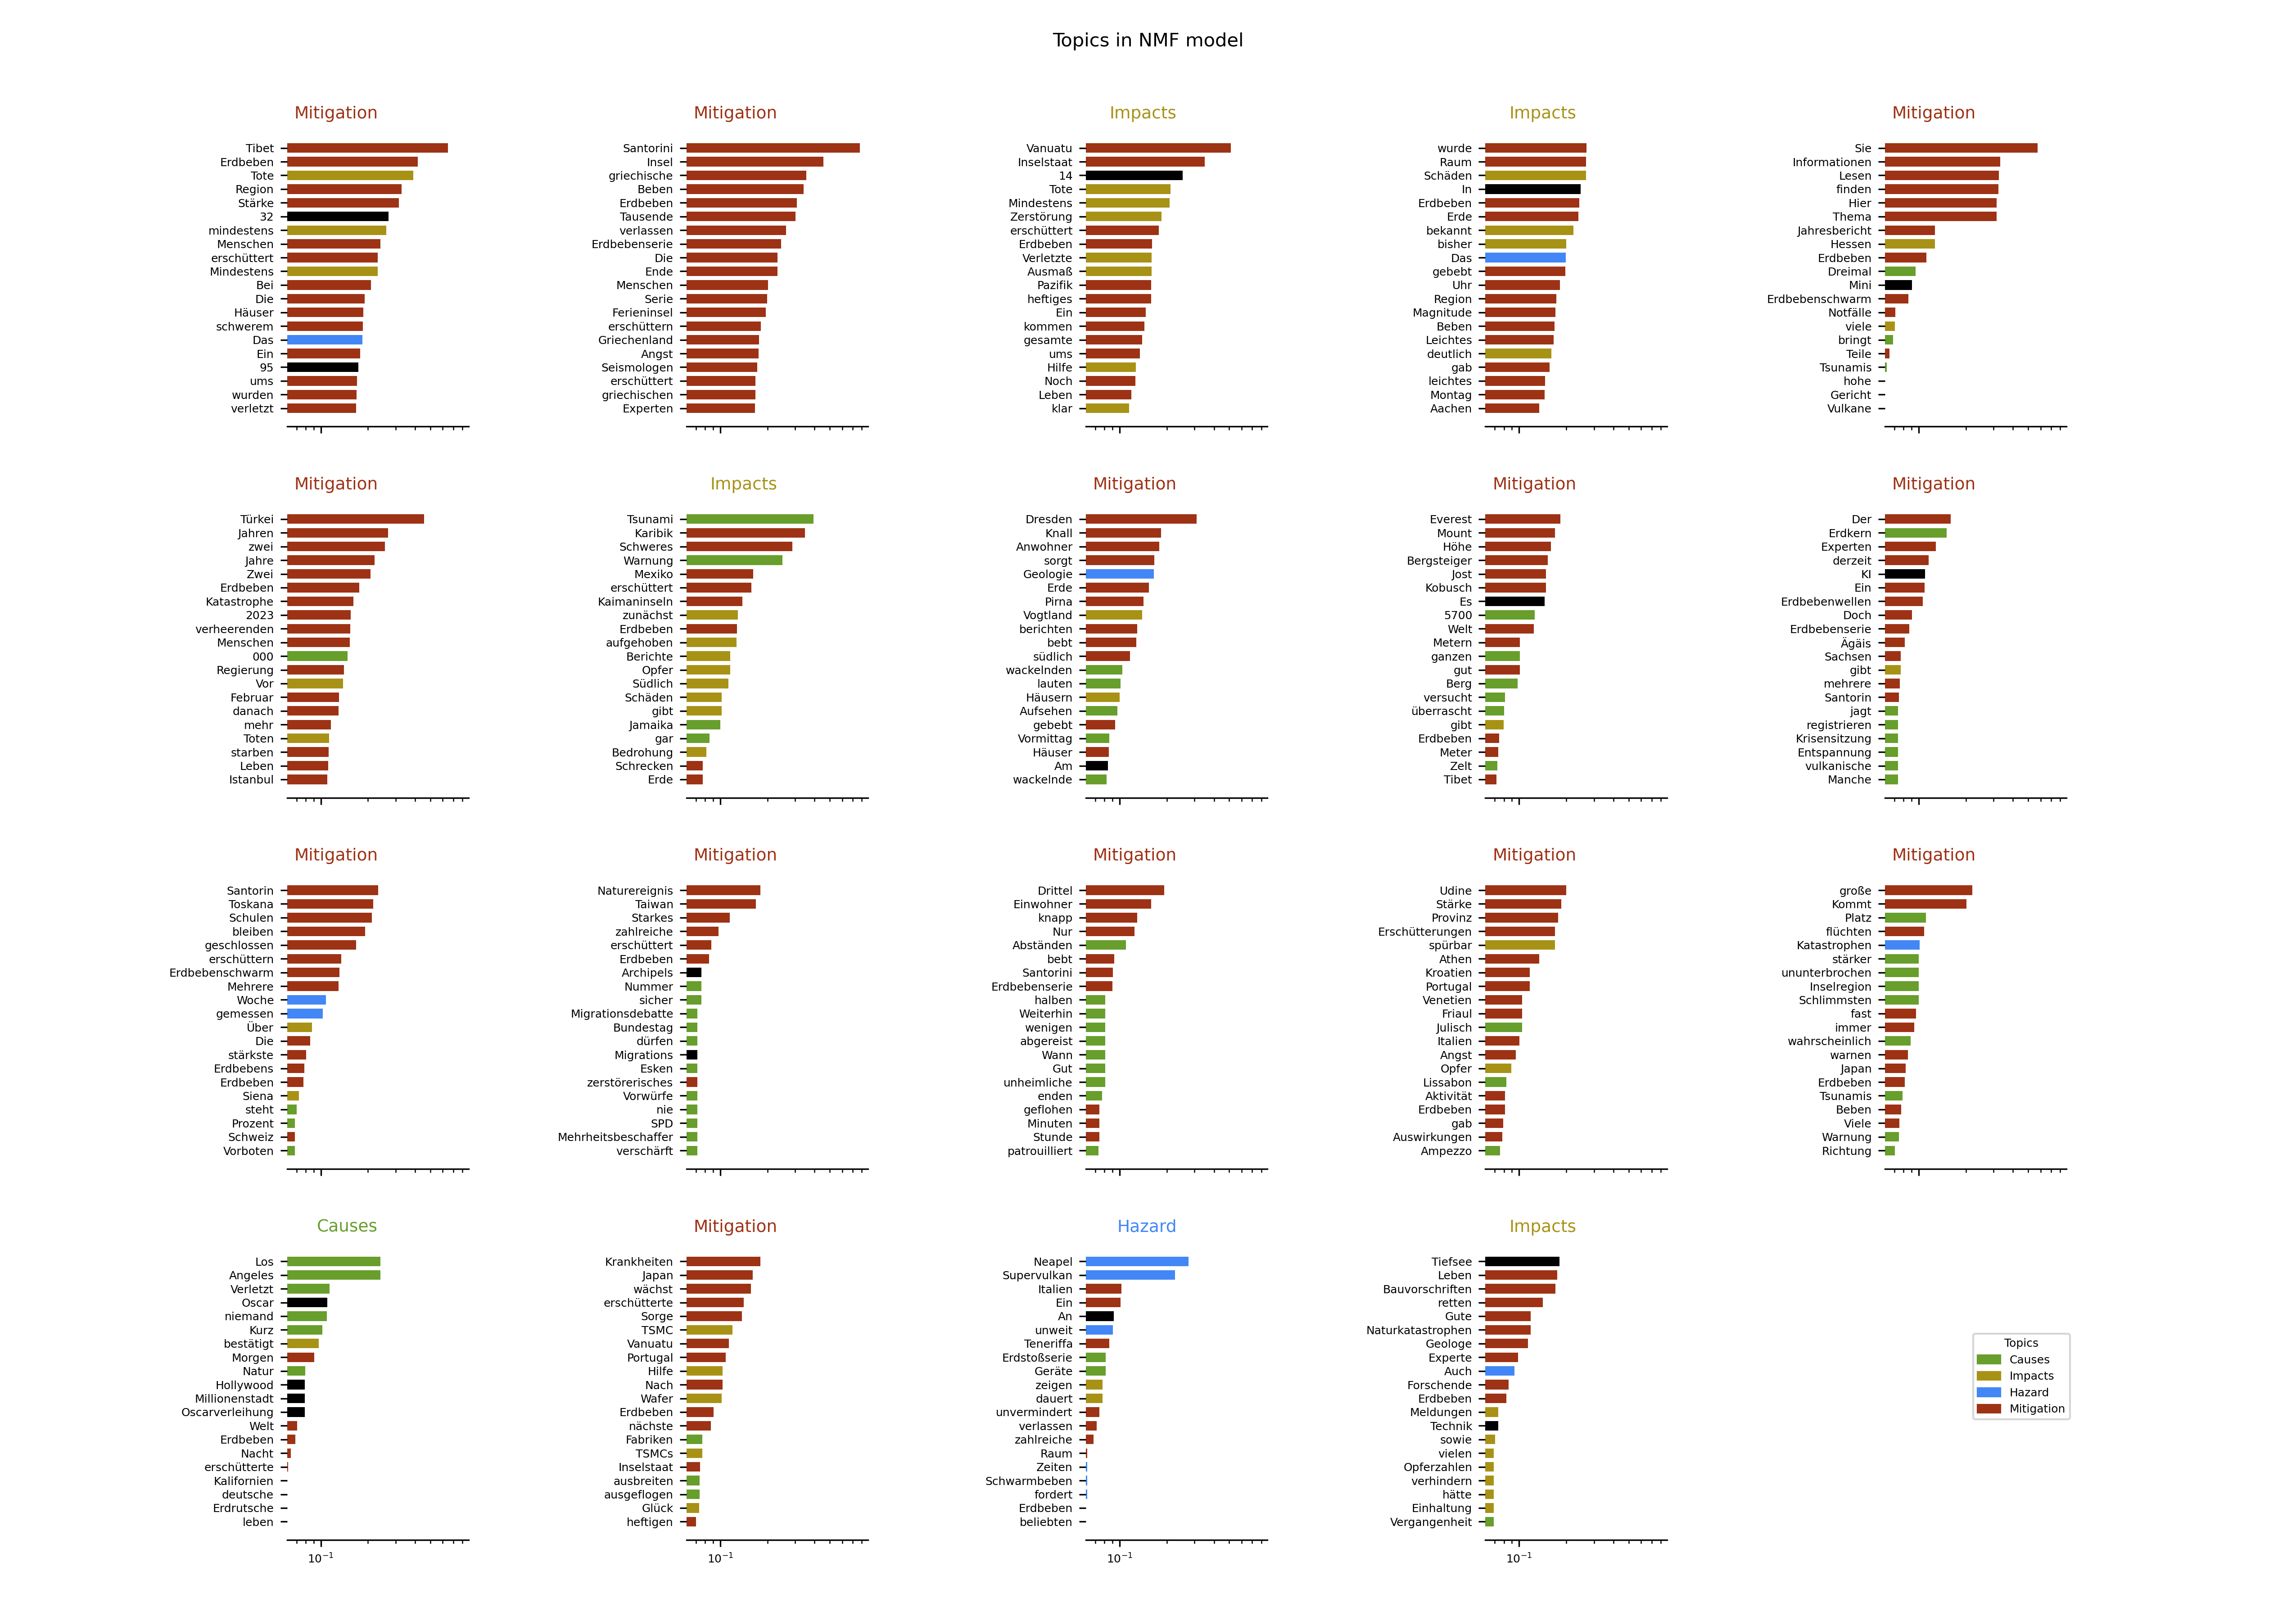 Topics in NMF model
Mitigation
Tibet
Erdbeben
Tote
Region
Stärke
32
mindestens
Menschen
erschüttert
Mindestens
Bei
Die
Häuser
schwerem
Das
Ein
95
ums
wurden
verletzt
Mitigation
Santorini
Insel
griechische
Beben
Erdbeben
Tausende
verlassen
Erdbebenserie
Die
Ende
Menschen
Serie
Ferieninsel
erschüttern
Griechenland
Angst
Seismologen
erschüttert
griechischen
Experten
Impacts
Vanuatu
Inselstaat
14
Tote
Mindestens
Zerstörung
erschüttert
Erdbeben
Verletzte
Ausmaß
Pazifik
heftiges
Ein
kommen
gesamte
ums
Hilfe
Noch
Leben
klar
Impacts
wurde
Raum
Schäden
In
Erdbeben
Erde
bekannt
bisher
Das
gebebt
Uhr
Region
Magnitude
Beben
Leichtes
deutlich
gab
leichtes
Montag
Aachen
Mitigation
Sie
Informationen
Lesen
finden
Hier
Thema
Jahresbericht
Hessen
Erdbeben
Dreimal
Mini
Erdbebenschwarm
Notfälle
viele
bringt
Teile
Tsunamis
hohe
Gericht
Vulkane
Mitigation
Türkei
Jahren
zwei
Jahre
Zwei
Erdbeben
Katastrophe
2023
verheerenden
Menschen
000
Regierung
Vor
Februar
danach
mehr
Toten
starben
Leben
Istanbul
Impacts
Tsunami
Karibik
Schweres
Warnung
Mexiko
erschüttert
Kaimaninseln
zunächst
Erdbeben
aufgehoben
Berichte
Opfer
Südlich
Schäden
gibt
Jamaika
gar
Bedrohung
Schrecken
Erde
Mitigation
Dresden
Knall
Anwohner
sorgt
Geologie
Erde
Pirna
Vogtland
berichten
bebt
südlich
wackelnden
lauten
Häusern
Aufsehen
gebebt
Vormittag
Häuser
Am
wackelnde
Mitigation
Everest
Mount
Höhe
Bergsteiger
Jost
Kobusch
Es
5700
Welt
Metern
ganzen
gut
Berg
versucht
überrascht
gibt
Erdbeben
Meter
Zelt
Tibet
Mitigation
Der
Erdkern
Experten
derzeit
KI
Ein
Erdbebenwellen
Doch
Erdbebenserie
Ägäis
Sachsen
gibt
mehrere
Santorin
jagt
registrieren
Krisensitzung
Entspannung
vulkanische
Manche
Mitigation
Santorin
Toskana
Schulen
bleiben
geschlossen
erschüttern
Erdbebenschwarm
Mehrere
Woche
gemessen
Über
Die
stärkste
Erdbebens
Erdbeben
Siena
steht
Prozent
Schweiz
Vorboten
Mitigation
Naturereignis
Taiwan
Starkes
zahlreiche
erschüttert
Erdbeben
Archipels
Nummer
sicher
Migrationsdebatte
Bundestag
dürfen
Migrations
Esken
zerstörerisches
Vorwürfe
nie
SPD
Mehrheitsbeschaffer
verschärft
Mitigation
Drittel
Einwohner
knapp
Nur
Abständen
bebt
Santorini
Erdbebenserie
halben
Weiterhin
wenigen
abgereist
Wann
Gut
unheimliche
enden
geflohen
Minuten
Stunde
patrouilliert
Mitigation
Udine
Stärke
Provinz
Erschütterungen
spürbar
Athen
Kroatien
Portugal
Venetien
Friaul
Julisch
Italien
Angst
Opfer
Lissabon
Aktivität
Erdbeben
gab
Auswirkungen
Ampezzo
Mitigation
große
Kommt
Platz
flüchten
Katastrophen
stärker
ununterbrochen
Inselregion
Schlimmsten
fast
immer
wahrscheinlich
warnen
Japan
Erdbeben
Tsunamis
Beben
Viele
Warnung
Richtung
Causes
Los
Angeles
Verletzt
Oscar
niemand
Kurz
bestätigt
Morgen
Natur
Hollywood
Millionenstadt
Oscarverleihung
Welt
Erdbeben
Nacht
erschütterte
Kalifornien
deutsche
Erdrutsche
leben
10⁻¹
Mitigation
Krankheiten
Japan
wächst
erschütterte
Sorge
TSMC
Vanuatu
Portugal
Hilfe
Nach
Wafer
Erdbeben
nächste
Fabriken
TSMCs
Inselstaat
ausbreiten
ausgeflogen
Glück
heftigen
10⁻¹
Hazard
Neapel
Supervulkan
Italien
Ein
An
unweit
Teneriffa
Erdstoßserie
Geräte
zeigen
dauert
unvermindert
verlassen
zahlreiche
Raum
Zeiten
Schwarmbeben
fordert
Erdbeben
beliebten
10⁻¹
Impacts
Tiefsee
Leben
Bauvorschriften
retten
Gute
Naturkatastrophen
Geologe
Experte
Auch
Forschende
Erdbeben
Meldungen
Technik
sowie
vielen
Opferzahlen
verhindern
hätte
Einhaltung
Vergangenheit
10⁻¹
Topics
Causes
Impacts
Hazard
Mitigation